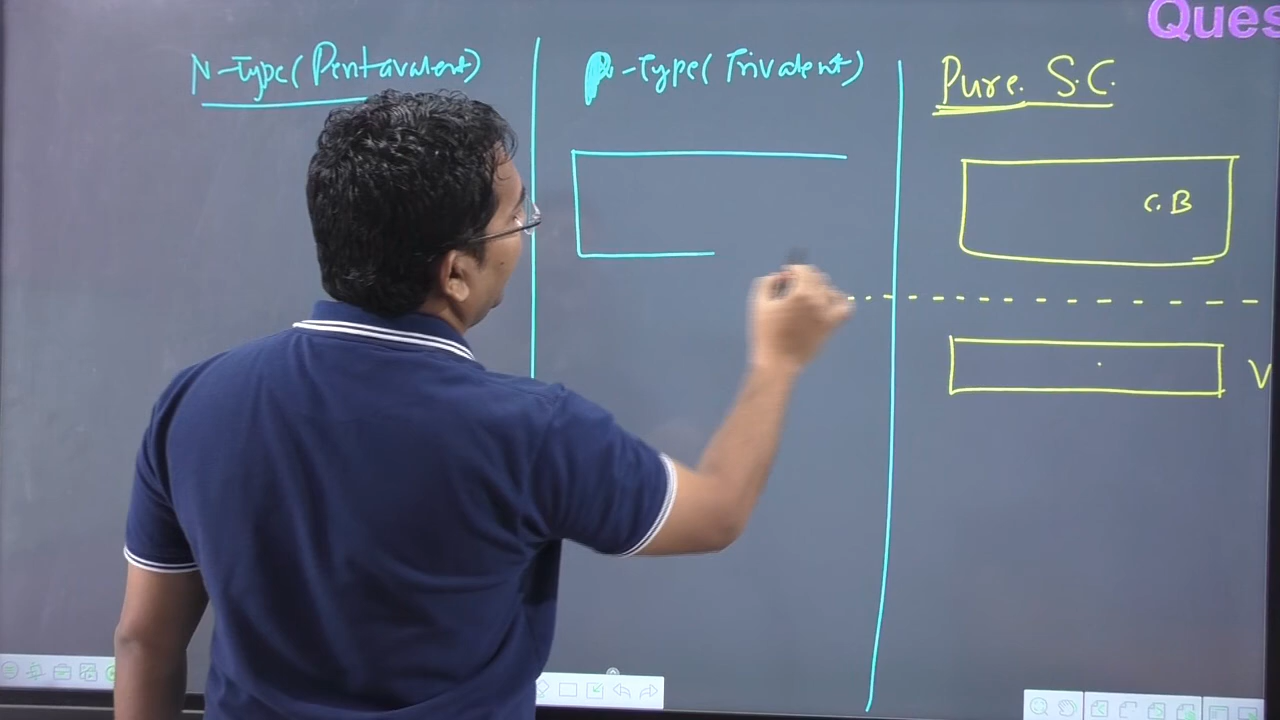 Ques
N-Type (Pentavalent)
P-Type (Trivalent)
Pure. S.C.
C.B
V